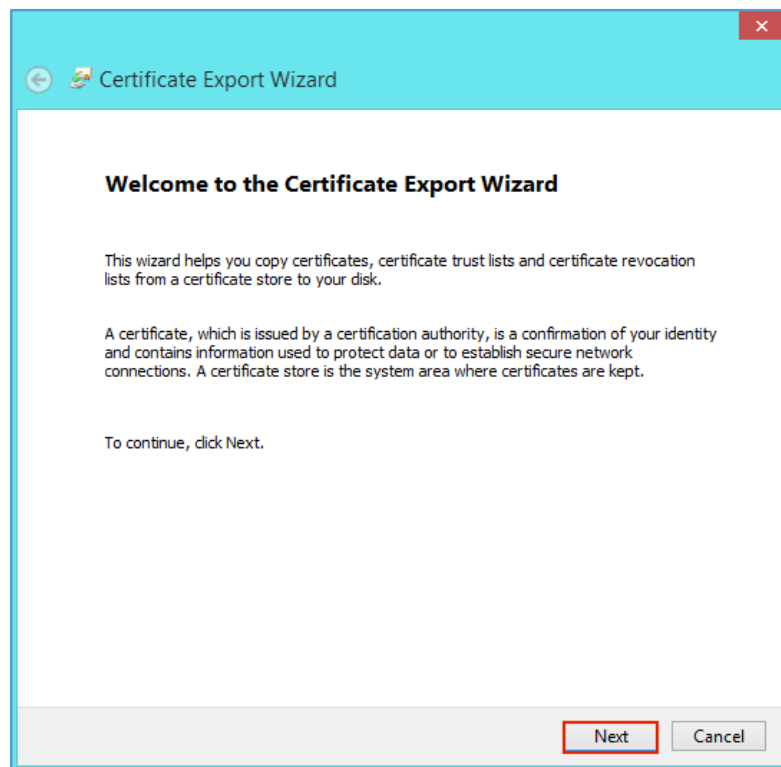 Certificate Export Wizard
Welcome to the Certificate Export Wizard
This wizard helps you copy certificates, certificate trust lists and certificate revocation
lists from a certificate store to your disk.
A certificate, which is issued by a certification authority, is a confirmation of your identity
and contains information used to protect data or to establish secure network
connections. A certificate store is the system area where certificates are kept.
To continue, click Next.
Next Cancel